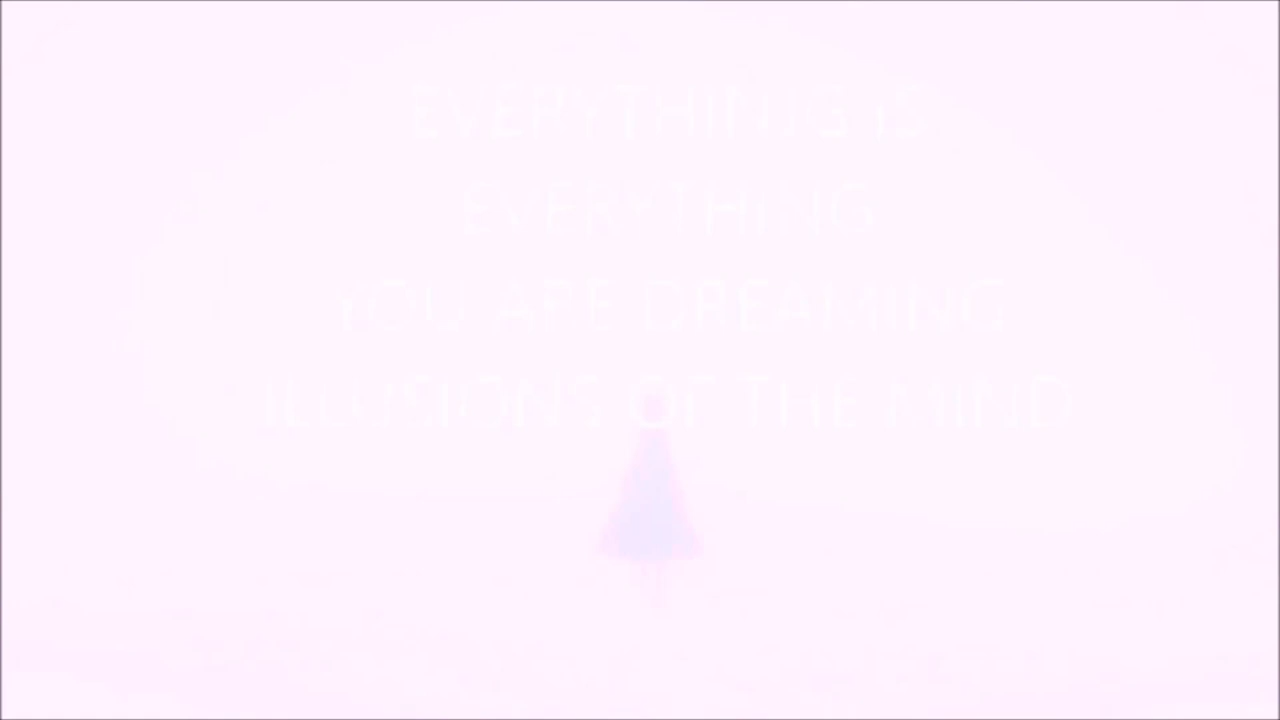 EVERYTHING IS
EVERYTHING
YOU ARE DREAMING
ILLUSIONS OF THE MIND